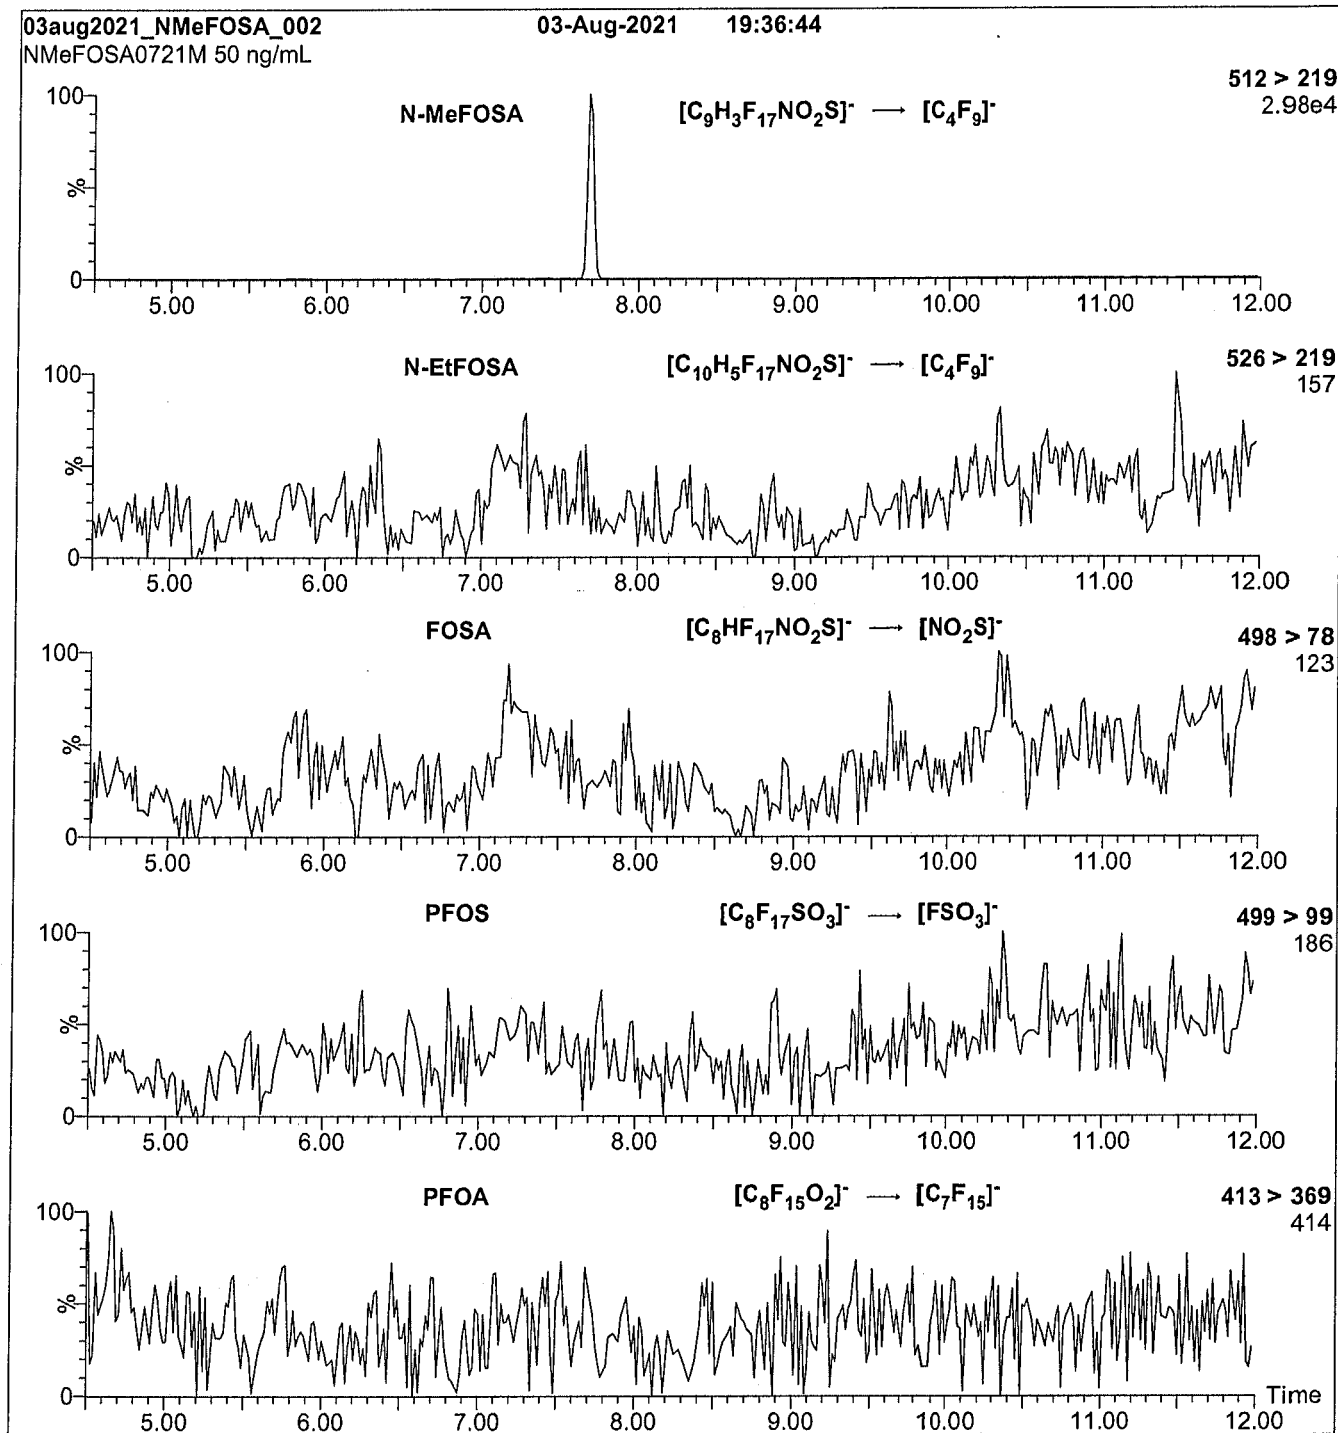 03aug2021_NMeFOSA_002 03-Aug-2021 19:36:44
NMeFOSA0721M 50 ng/mL
512 > 219
2.98e4
N-MeFOSA [C₉H₃F₁₇NO₂S]⁻ → [C₄F₉]⁻
100
%
0
5.00 6.00 7.00 8.00 9.00 10.00 11.00 12.00
526 > 219
157
N-EtFOSA [C₁₀H₅F₁₇NO₂S]⁻ → [C₄F₉]⁻
100
%
0
5.00 6.00 7.00 8.00 9.00 10.00 11.00 12.00
498 > 78
123
FOSA [C₈HF₁₇NO₂S]⁻ → [NO₂S]⁻
100
%
0
5.00 6.00 7.00 8.00 9.00 10.00 11.00 12.00
499 > 99
186
PFOS [C₈F₁₇SO₃]⁻ → [FSO₃]⁻
100
%
0
5.00 6.00 7.00 8.00 9.00 10.00 11.00 12.00
413 > 369
414
PFOA [C₈F₁₅O₂]⁻ → [C₇F₁₅]⁻
100
%
0
Time
5.00 6.00 7.00 8.00 9.00 10.00 11.00 12.00